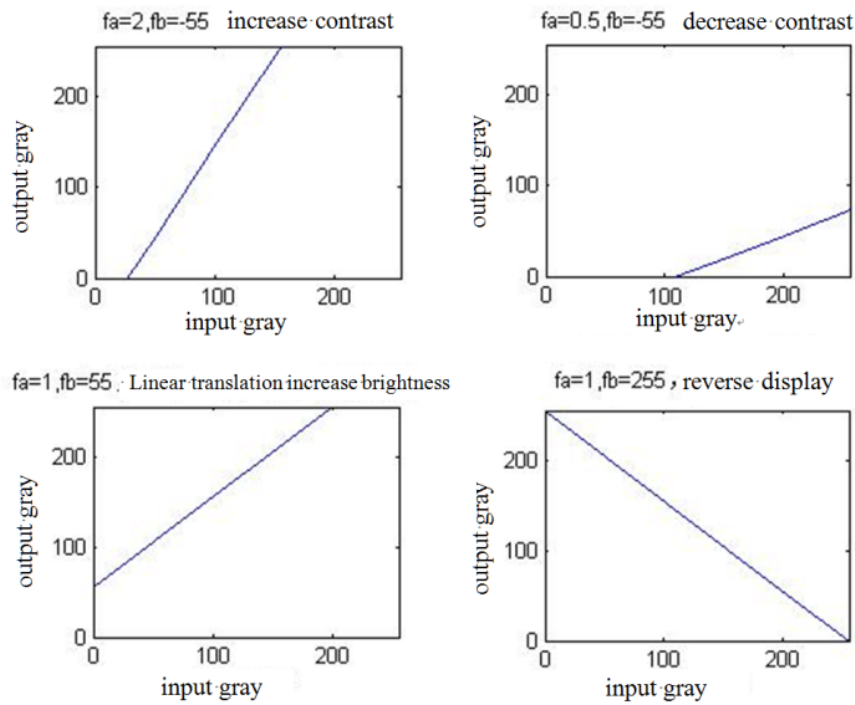 fa=2,fb=-55 increase contrast
200
100
0
0 100 200
output gray
input gray
fa=0.5,fb=-55 decrease contrast
200
100
0
0 100 200
output gray
input gray
fa=1,fb=55, Linear translation increase brightness
200
100
0
0 100 200
output gray
input gray
fa=1,fb=255，reverse display
200
100
0
0 100 200
output gray
input gray